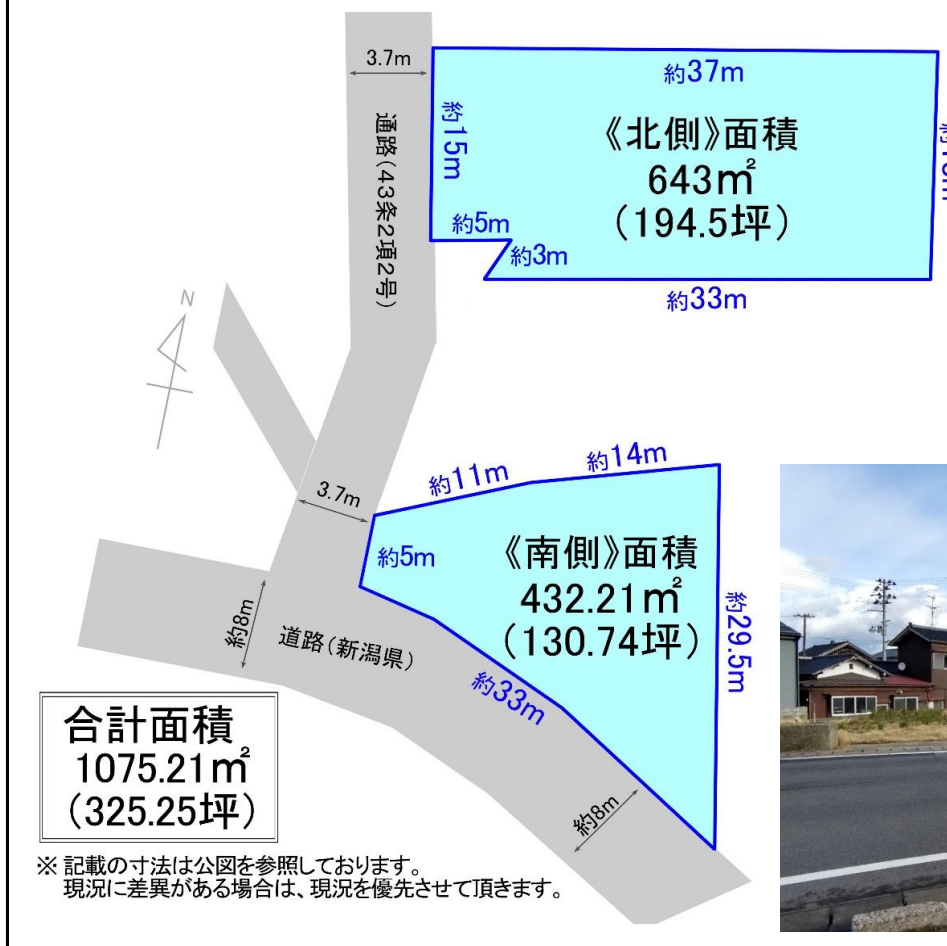 3.7m
約37m
通路(43条2項2号)
約15m
《北側》面積
643㎡
(194.5坪)
約5m
約3m
約33m
N
約11m
約14m
3.7m
約5m
《南側》面積
432.21㎡
(130.74坪)
約29.5m
約8m
道路(新潟県)
約33m
約8m
合計面積
1075.21㎡
(325.25坪)
※ 記載の寸法は公図を参照しております。
現況に差異がある場合は、現況を優先させて頂きます。